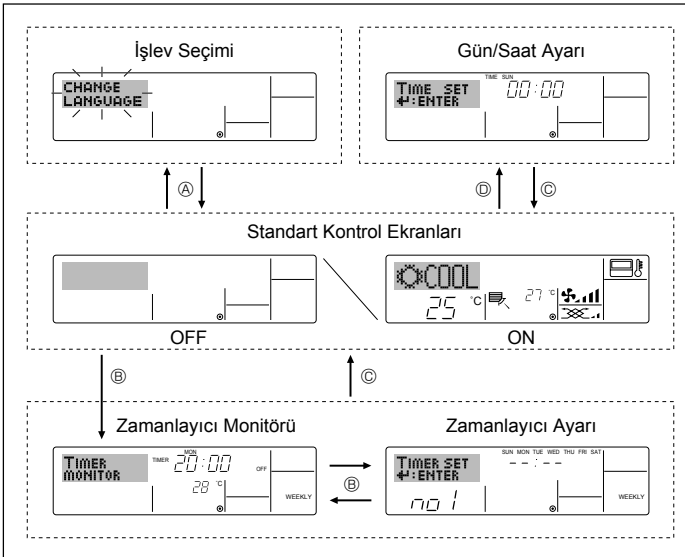 İşlev Seçimi
CHANGE
LANGUAGE
Gün/Saat Ayarı
TIME SUN
TIME SET
00:00
↵:ENTER
Ⓐ
Ⓓ
Ⓒ
Standart Kontrol Ekranları
COOL
25 °C
27 °C
OFF
ON
Ⓑ
Ⓒ
Zamanlayıcı Monitörü
MON
TIMER
MONITOR
TIMER
20:00
OFF
28 °C
WEEKLY
Ⓑ
Zamanlayıcı Ayarı
SUN MON TUE WED THU FRI SAT
TIMER SET
--:--
↵:ENTER
no 1
WEEKLY